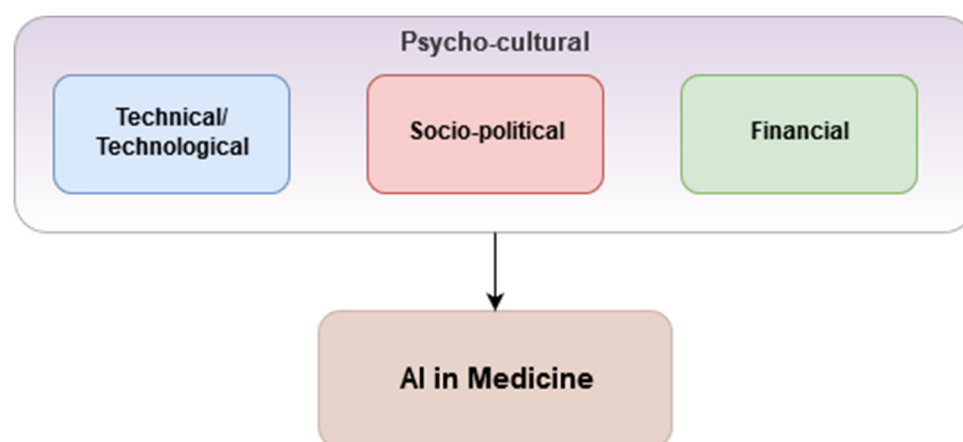 Psycho-cultural
Technical/
Technological
Socio-political
Financial
AI in Medicine